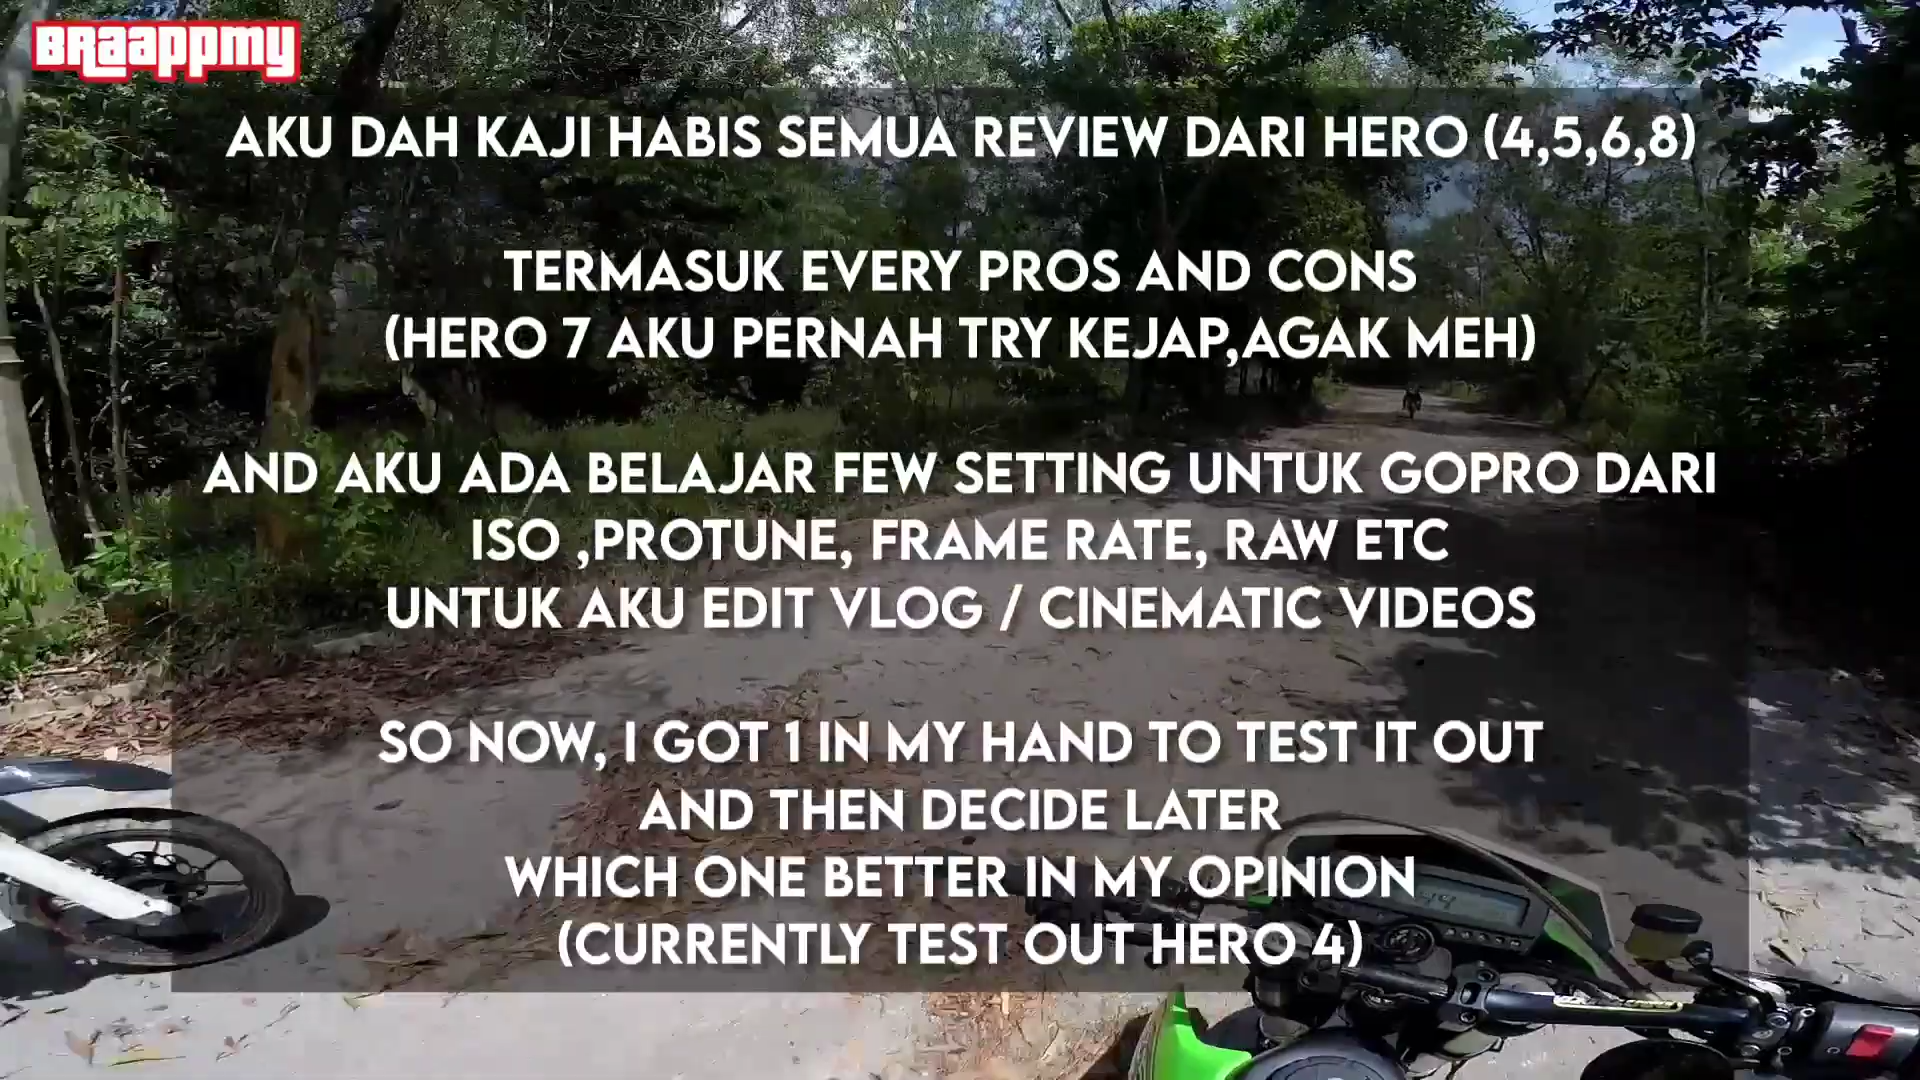 BRaappmy
AKU DAH KAJI HABIS SEMUA REVIEW DARI HERO (4,5,6,8)
TERMASUK EVERY PROS AND CONS
(HERO 7 AKU PERNAH TRY KEJAP,AGAK MEH)
AND AKU ADA BELAJAR FEW SETTING UNTUK GOPRO DARI
ISO ,PROTUNE, FRAME RATE, RAW ETC
UNTUK AKU EDIT VLOG / CINEMATIC VIDEOS
SO NOW, I GOT 1 IN MY HAND TO TEST IT OUT
AND THEN DECIDE LATER
WHICH ONE BETTER IN MY OPINION
(CURRENTLY TEST OUT HERO 4)